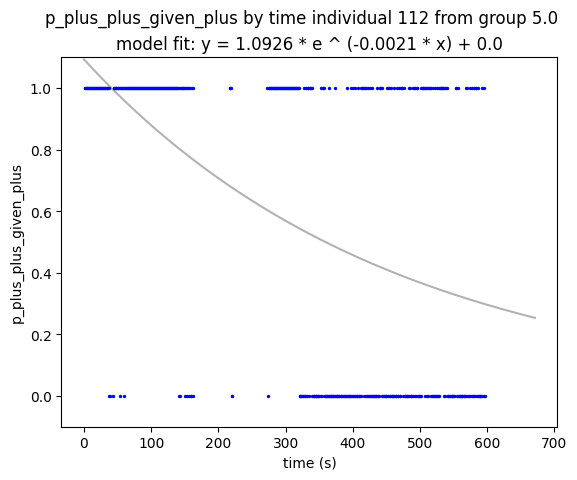 p_plus_plus_given_plus by time individual 112 from group 5.0
model fit: y = 1.0926 * e ^ (-0.0021 * x) + 0.0
1.0
0.8
0.6
0.4
0.2
0.0
p_plus_plus_given_plus
0 100 200 300 400 500 600 700
time (s)